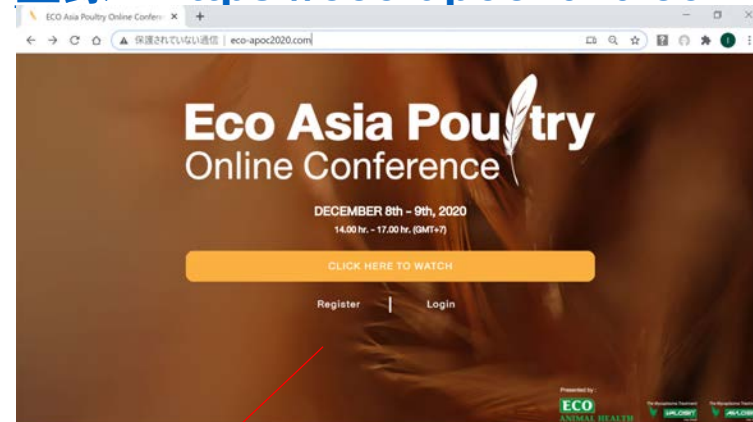 ECO Asia Poultry Online Confere
保護されていない通信 | eco-apoc2020.com
Eco Asia Poultry
Online Conference
DECEMBER 8th – 9th, 2020
14.00 hr. – 17.00 hr. (GMT+7)
CLICK HERE TO WATCH
Register | Login
Presented by :
ECO
ANIMAL HEALTH